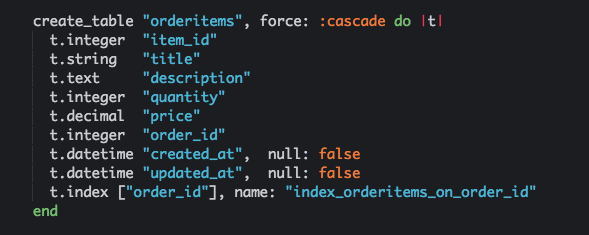 create_table "orderitems", force: :cascade do |t|
t.integer "item_id"
t.string "title"
t.text "description"
t.integer "quantity"
t.decimal "price"
t.integer "order_id"
t.datetime "created_at", null: false
t.datetime "updated_at", null: false
t.index ["order_id"], name: "index_orderitems_on_order_id"
end